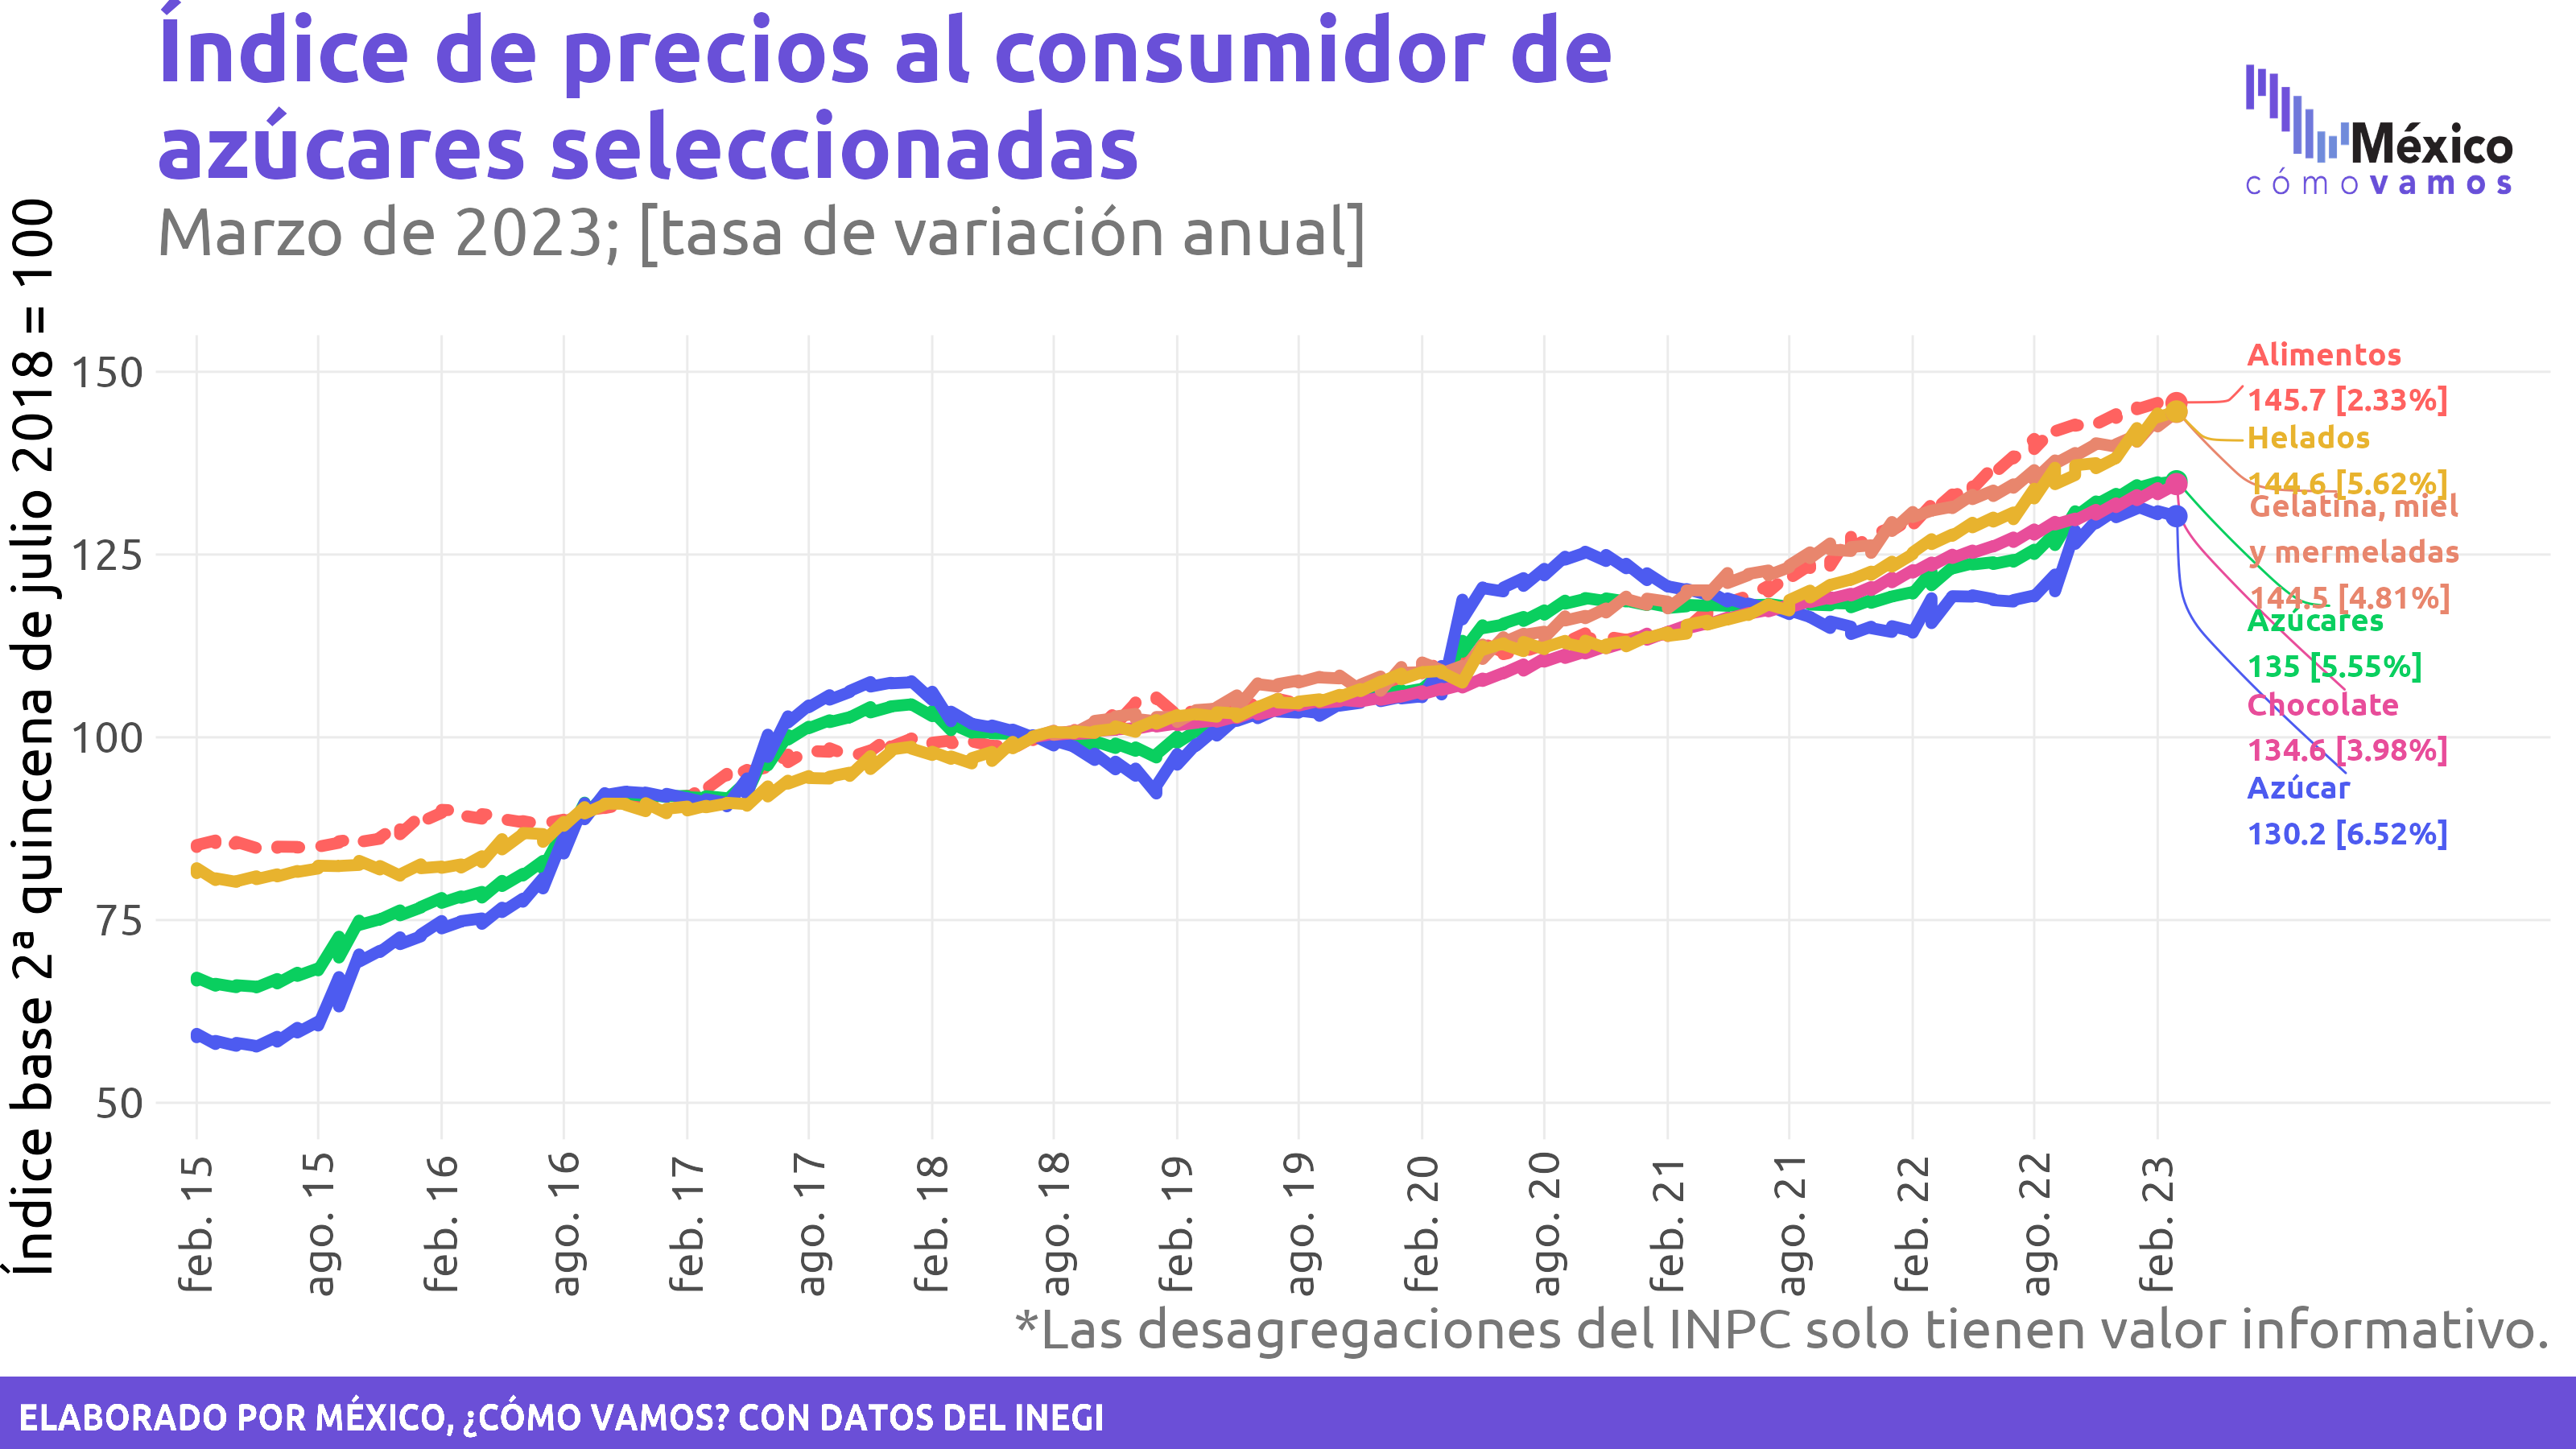 Índice de precios al consumidor de
azúcares seleccionadas
Marzo de 2023; [tasa de variación anual]
México
cómo vamos
Índice base 2ª quincena de julio 2018 = 100
150
125
100
75
50
Alimentos
145.7 [2.33%]
Helados
144.6 [5.62%]
Gelatina, miel
y mermeladas
144.5 [4.81%]
Azúcares
135 [5.55%]
Chocolate
134.6 [3.98%]
Azúcar
130.2 [6.52%]
feb. 15
ago. 15
feb. 16
ago. 16
feb. 17
ago. 17
feb. 18
ago. 18
feb. 19
ago. 19
feb. 20
ago. 20
feb. 21
ago. 21
feb. 22
ago. 22
feb. 23
*Las desagregaciones del INPC solo tienen valor informativo.
ELABORADO POR MÉXICO, ¿CÓMO VAMOS? CON DATOS DEL INEGI